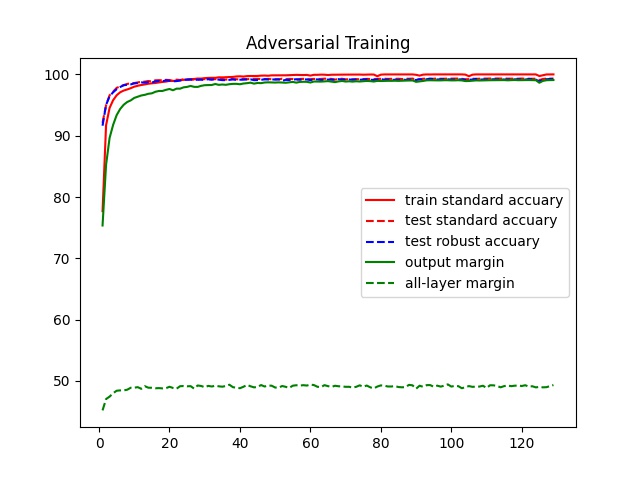 Adversarial Training
100
90
80
70
60
50
train standard accuary
test standard accuary
test robust accuary
output margin
all-layer margin
0
20
40
60
80
100
120